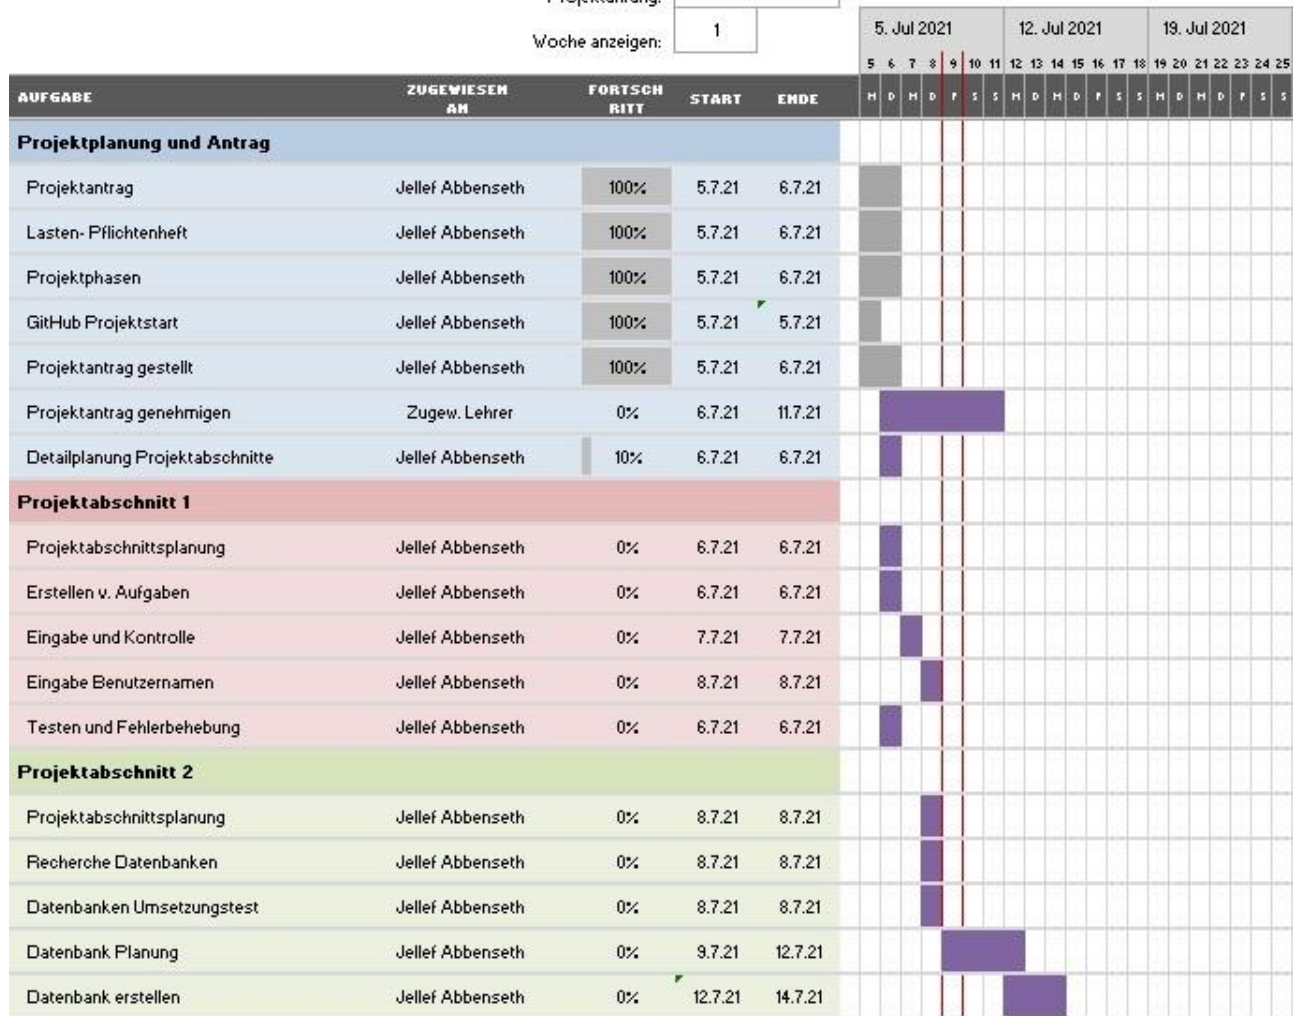 Projektführung:
Woche anzeigen: 1
5. Jul 2021 12. Jul 2021 19. Jul 2021
5 6 7 8 9 10 11 12 13 14 15 16 17 18 19 20 21 22 23 24 25
AUFGABE ZUGEWIESEN AN FORTSCHRITT START ENDE M D M D F S S M D M D F S S M D M D F S S
Projektplanung und Antrag
Projektantrag Jellef Abbenseth 100% 5.7.21 6.7.21
Lasten- Pflichtenheft Jellef Abbenseth 100% 5.7.21 6.7.21
Projektphasen Jellef Abbenseth 100% 5.7.21 6.7.21
GitHub Projektstart Jellef Abbenseth 100% 5.7.21 5.7.21
Projektantrag gestellt Jellef Abbenseth 100% 5.7.21 6.7.21
Projektantrag genehmigen Zugew. Lehrer 0% 6.7.21 11.7.21
Detailplanung Projektabschnitte Jellef Abbenseth 10% 6.7.21 6.7.21
Projektabschnitt 1
Projektabschnittsplanung Jellef Abbenseth 0% 6.7.21 6.7.21
Erstellen v. Aufgaben Jellef Abbenseth 0% 6.7.21 6.7.21
Eingabe und Kontrolle Jellef Abbenseth 0% 7.7.21 7.7.21
Eingabe Benutzernamen Jellef Abbenseth 0% 8.7.21 8.7.21
Testen und Fehlerbehebung Jellef Abbenseth 0% 6.7.21 6.7.21
Projektabschnitt 2
Projektabschnittsplanung Jellef Abbenseth 0% 8.7.21 8.7.21
Recherche Datenbanken Jellef Abbenseth 0% 8.7.21 8.7.21
Datenbanken Umsetzungstest Jellef Abbenseth 0% 8.7.21 8.7.21
Datenbank Planung Jellef Abbenseth 0% 9.7.21 12.7.21
Datenbank erstellen Jellef Abbenseth 0% 12.7.21 14.7.21